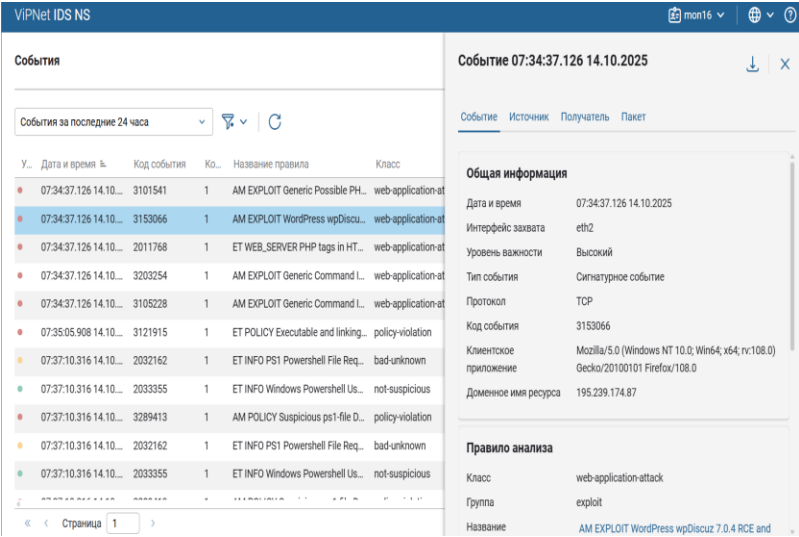 ViPNet IDS NS
mon16
События
События за последние 24 часа
У... Дата и время Код события Ко... Название правила Класс
07:34:37.126 14.10.... 3101541 1 AM EXPLOIT Generic Possible PH... web-application-at
07:34:37.126 14.10.... 3153066 1 AM EXPLOIT WordPress wpDiscu... web-application-at
07:34:37.126 14.10.... 2011768 1 ET WEB_SERVER PHP tags in HT... web-application-at
07:34:37.126 14.10.... 3203254 1 AM EXPLOIT Generic Command I... web-application-at
07:34:37.126 14.10.... 3105228 1 AM EXPLOIT Generic Command I... web-application-at
07:35:05.908 14.10.... 3121915 1 ET POLICY Executable and linking... policy-violation
07:37:10.316 14.10.... 2032162 1 ET INFO PS1 Powershell File Req... bad-unknown
07:37:10.316 14.10.... 2033355 1 ET INFO Windows Powershell Us... not-suspicious
07:37:10.316 14.10.... 3289413 1 AM POLICY Suspicious ps1-file D... policy-violation
07:37:10.316 14.10.... 2032162 1 ET INFO PS1 Powershell File Req... bad-unknown
07:37:10.316 14.10.... 2033355 1 ET INFO Windows Powershell Us... not-suspicious
« ‹ Страница 1 ›
Событие 07:34:37.126 14.10.2025
Событие Источник Получатель Пакет
Общая информация
Дата и время 07:34:37.126 14.10.2025
Интерфейс захвата eth2
Уровень важности Высокий
Тип события Сигнатурное событие
Протокол TCP
Код события 3153066
Клиентское Mozilla/5.0 (Windows NT 10.0; Win64; x64; rv:108.0)
приложение Gecko/20100101 Firefox/108.0
Доменное имя ресурса 195.239.174.87
Правило анализа
Класс web-application-attack
Группа exploit
Название AM EXPLOIT WordPress wpDiscuz 7.0.4 RCE and